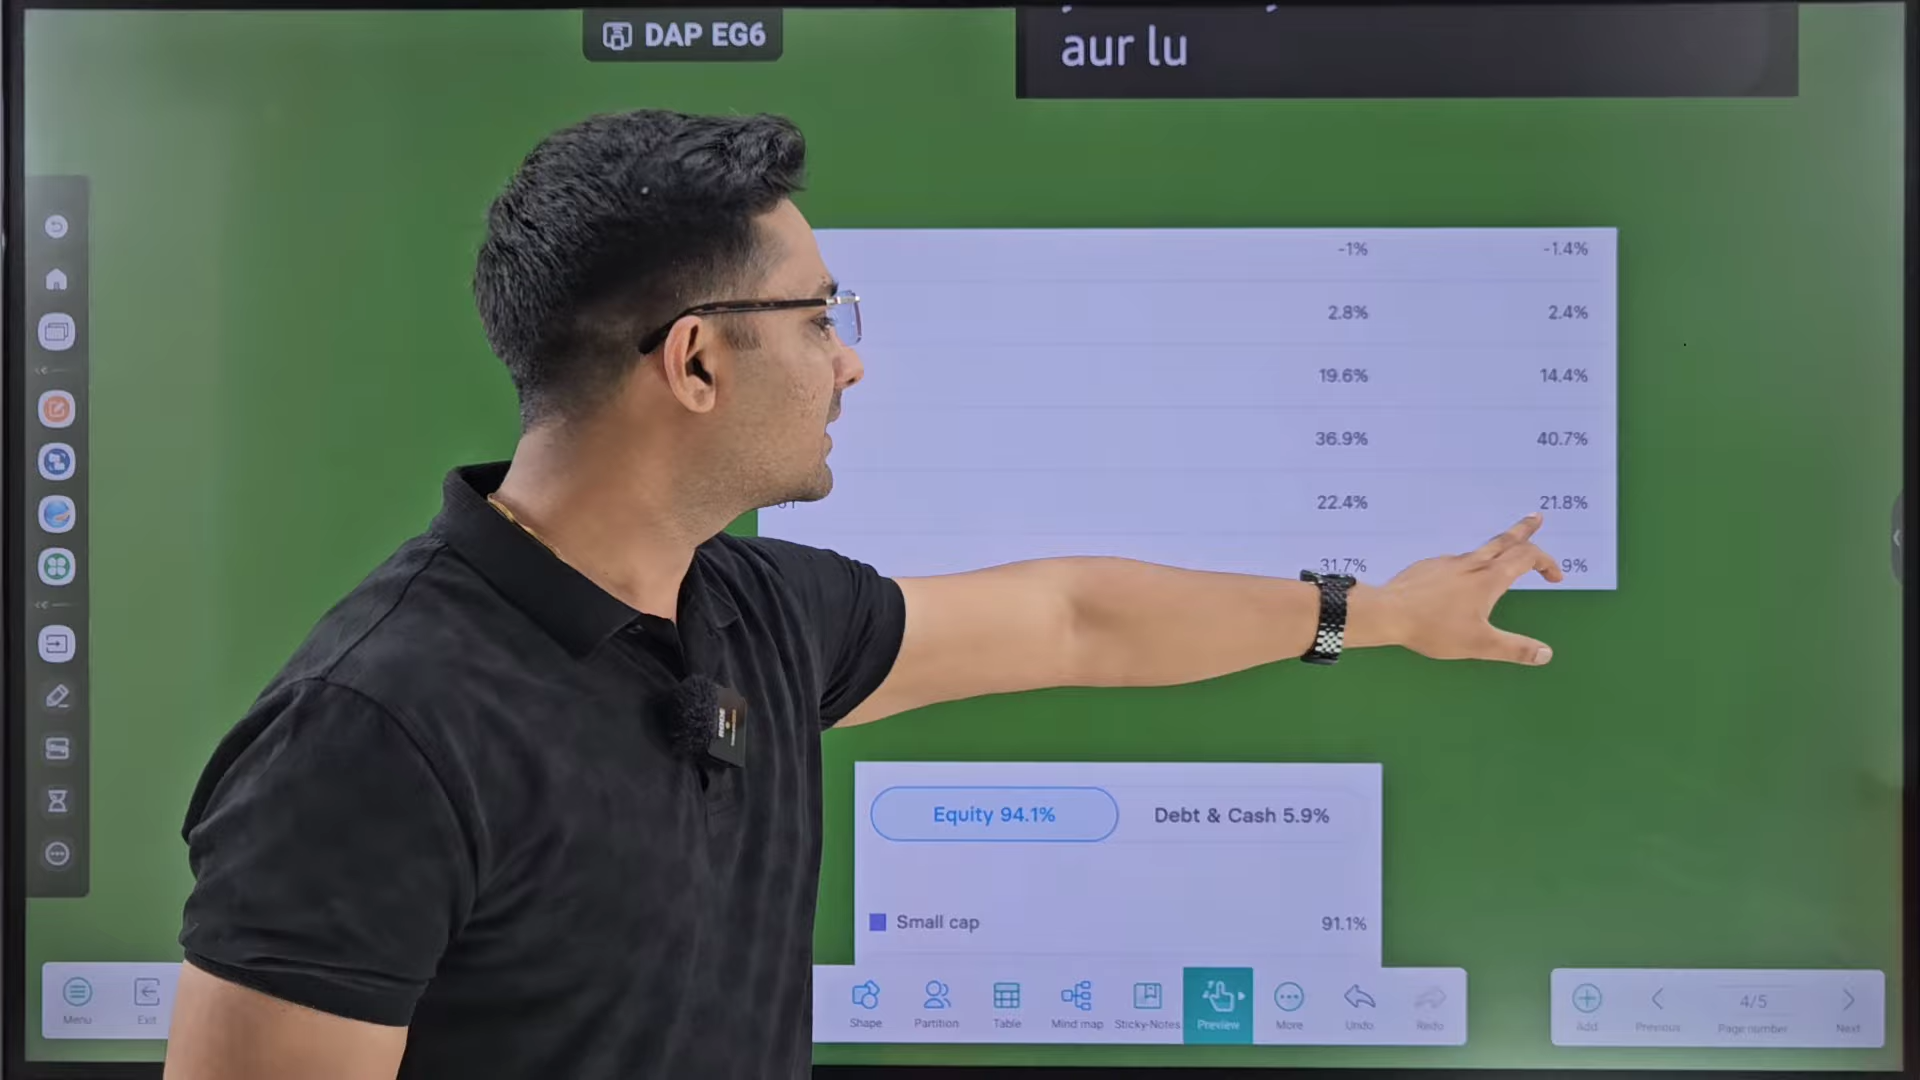 DAP EG6
aur lu
-1% -1.4%
2.8% 2.4%
19.6% 14.4%
36.9% 40.7%
22.4% 21.8%
31.7% 9%
Equity 94.1% Debt & Cash 5.9%
Small cap 91.1%
Menu Exit Shape Partition Table Mind map Sticky-Notes Preview More Undo Redo Add Previous 4/5 Page number Next
RODE